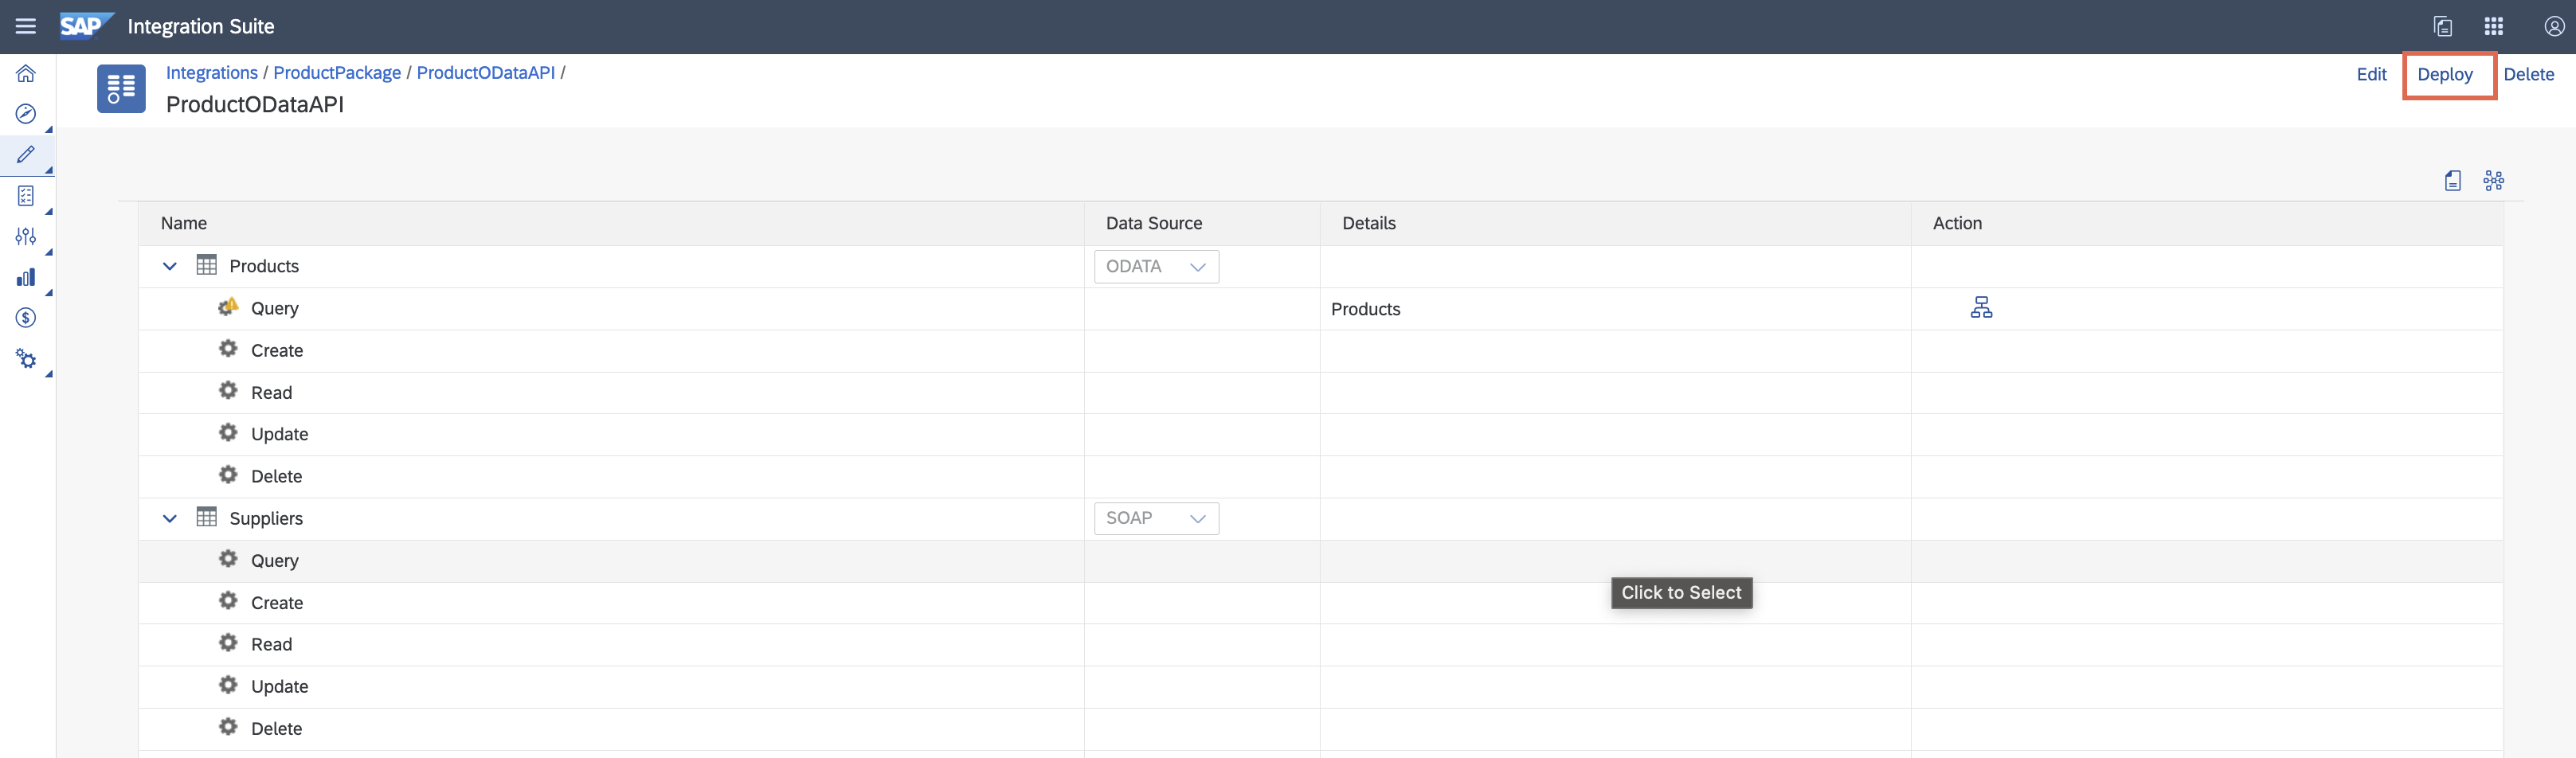 SAP Integration Suite
Integrations / ProductPackage / ProductODataAPI /
ProductODataAPI
Edit Deploy Delete
Name Data Source Details Action
Products ODATA
Query Products
Create
Read
Update
Delete
Suppliers SOAP
Query
Click to Select
Create
Read
Update
Delete